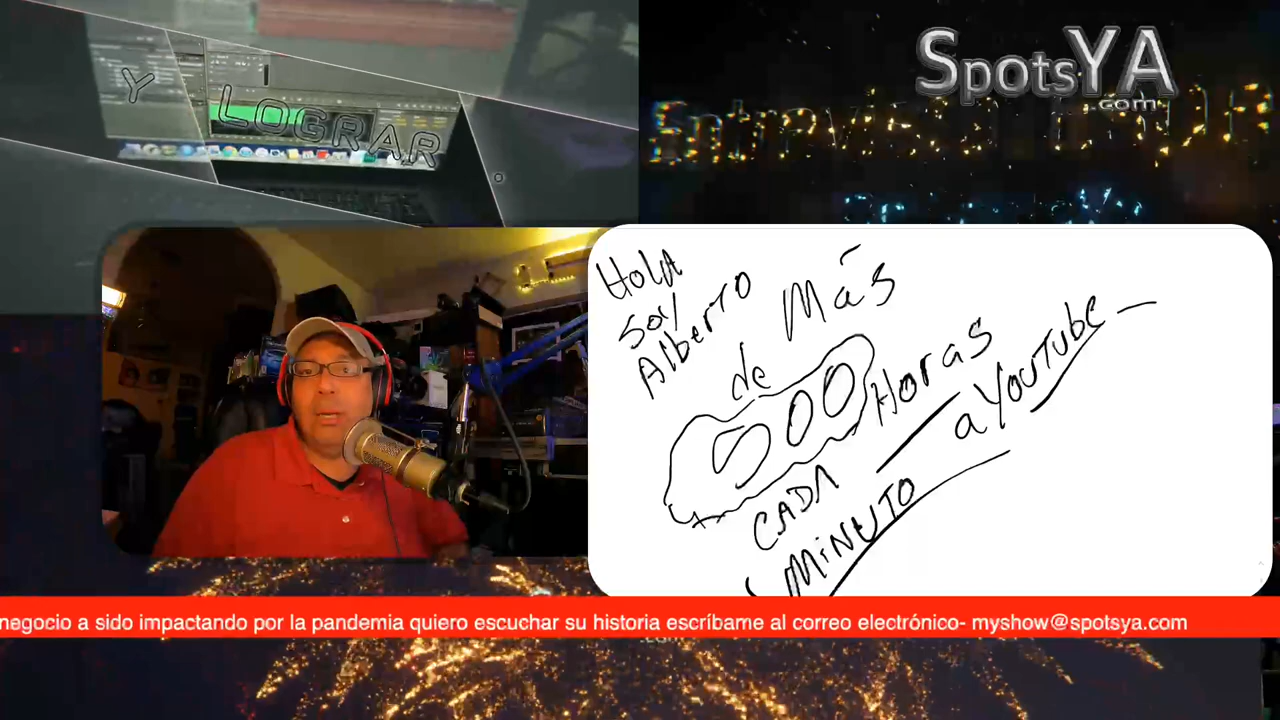 Y LOGRAR
SpotsYA
.com
HolA
Soy
AlberTO
Más
de
500 Horas
a YouTube
CADA
MiNUTO
negocio a sido impactando por la pandemia quiero escuchar su historia escríbame al correo electrónico- myshow@spotsya.com
.com